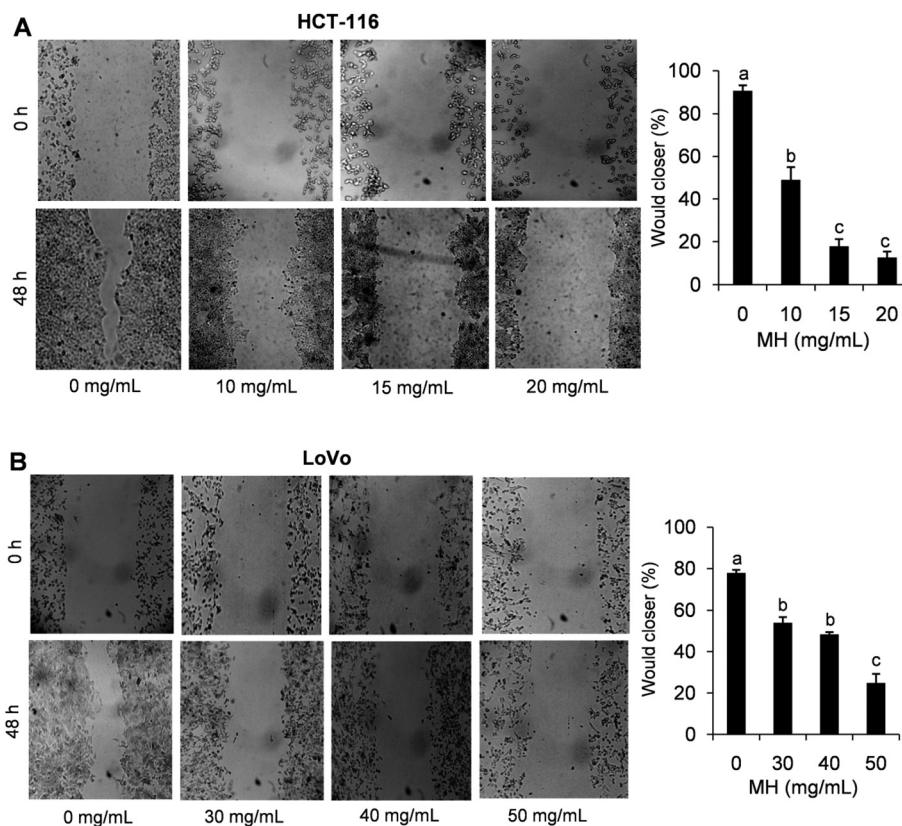 A
HCT-116
0 h
48 h
0 mg/mL 10 mg/mL 15 mg/mL 20 mg/mL
Would closer (%)
100
80
60
40
20
0
a
b
c
c
0 10 15 20
MH (mg/mL)
B
LoVo
0 h
48 h
0 mg/mL 30 mg/mL 40 mg/mL 50 mg/mL
Would closer (%)
100
80
60
40
20
0
a
b
b
c
0 30 40 50
MH (mg/mL)